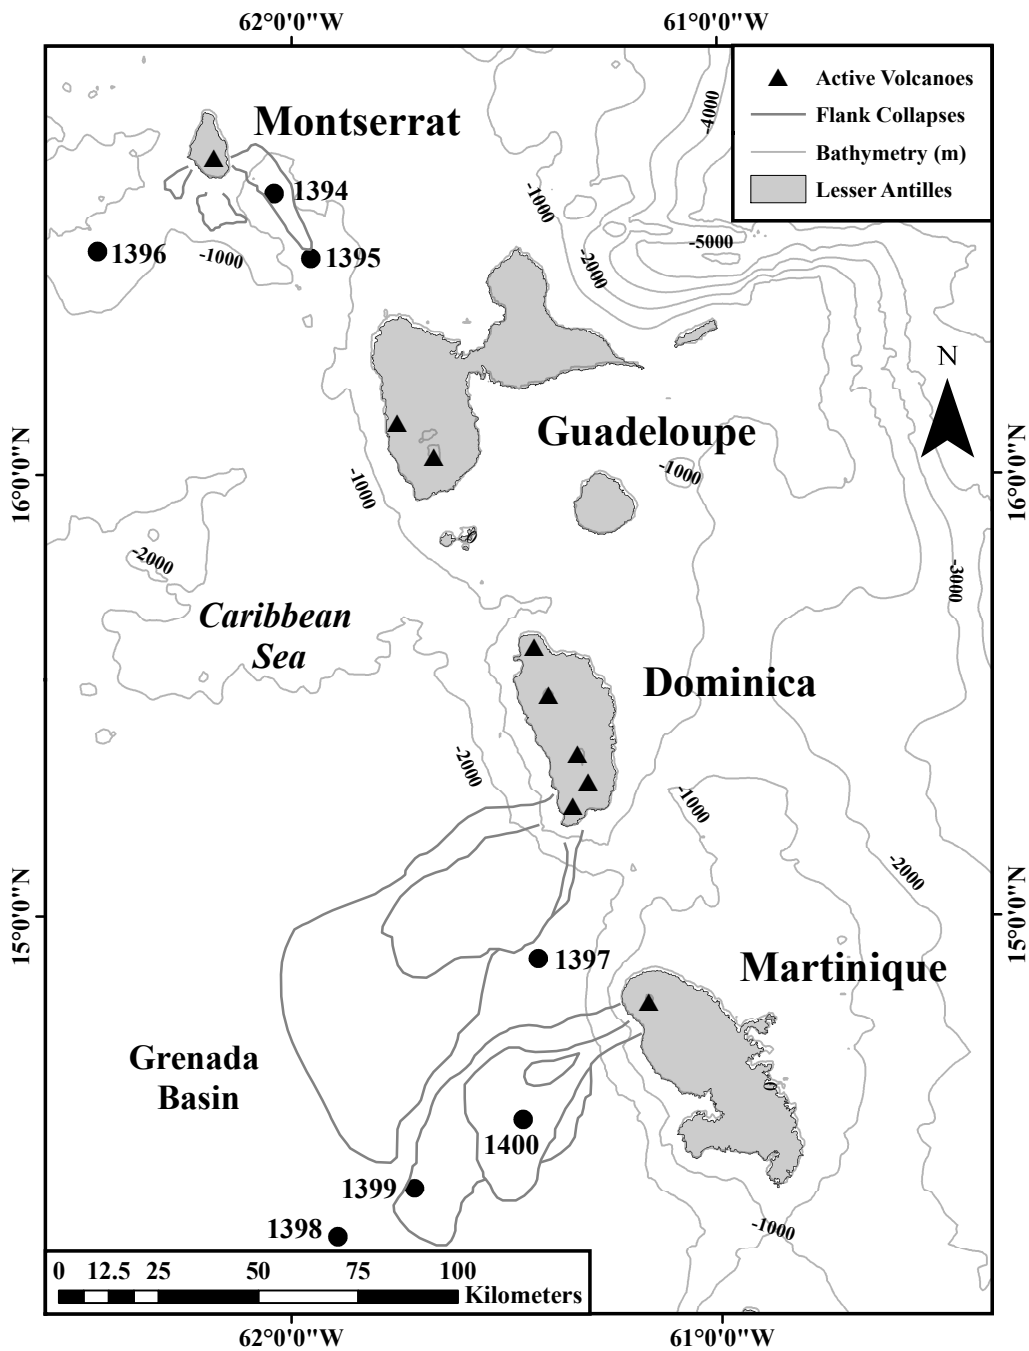 62°0'0"W
61°0'0"W
Active Volcanoes
Flank Collapses
Bathymetry (m)
Lesser Antilles
Montserrat
-4000
1394
-1000
1396
-1000
1395
-5000
-2000
N
Guadeloupe
16°0'0"N
-1000
-1000
16°0'0"N
-2000
-3000
Caribbean
Sea
Dominica
-2000
-1000
-2000
15°0'0"N
15°0'0"N
1397
Martinique
Grenada
Basin
0
1400
1399
1398
-1000
0 12.5 25 50 75 100
Kilometers
62°0'0"W
61°0'0"W